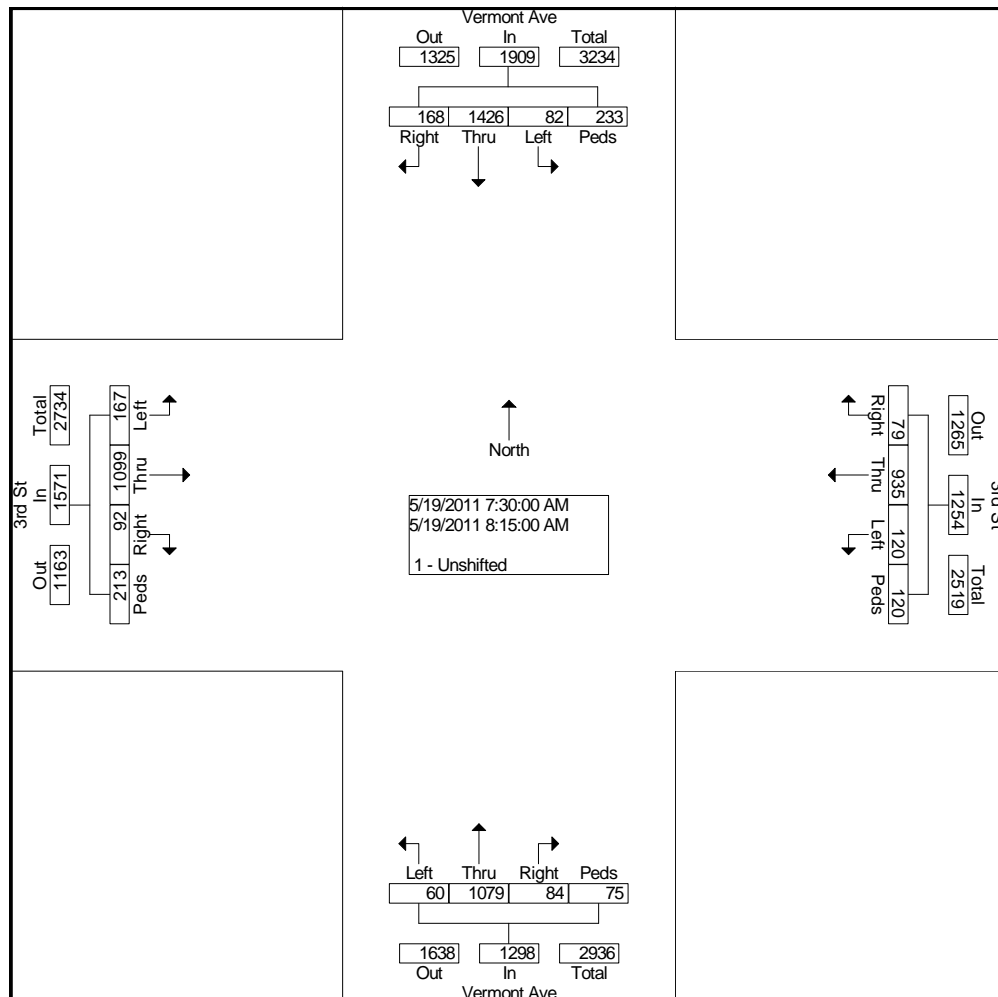 Vermont Ave
Out In Total
1325 1909 3234
168 1426 82 233
Right Thru Left Peds
3rd St
Total In Out
2734 1571 1163
167 1099 92 213
Left Thru Right Peds
North
5/19/2011 7:30:00 AM
5/19/2011 8:15:00 AM
1 - Unshifted
Right Thru Left Peds
79 935 120 120
Out In Total
1265 1254 2519
3rd St
Left Thru Right Peds
60 1079 84 75
1638 1298 2936
Out In Total
Vermont Ave